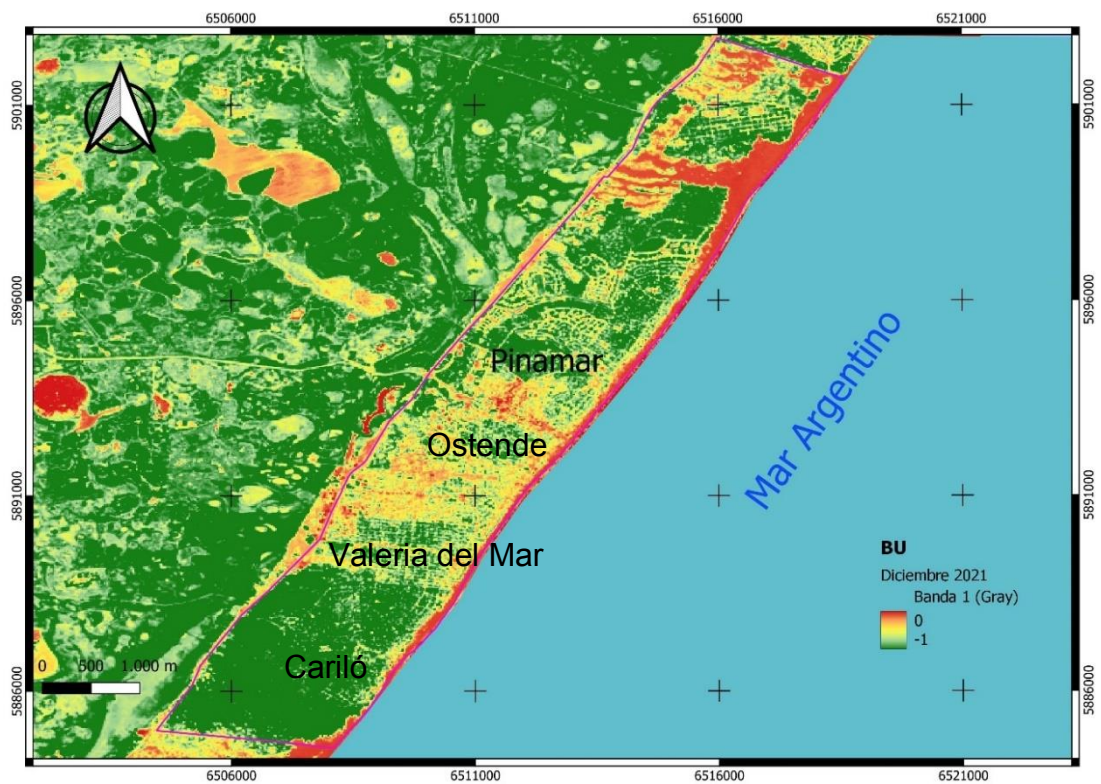 6506000 6511000 6516000 6521000
5901000 5901000
5896000 5896000
Pinamar
Mar Argentino
Ostende
5891000 5891000
Valeria del Mar
BU
Diciembre 2021
Banda 1 (Gray)
0
-1
Cariló
0 500 1.000 m
5886000 5886000
6506000 6511000 6516000 6521000